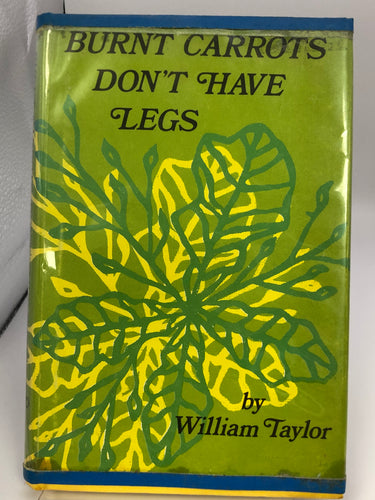 BURNT CARROTS
DON'T HAVE
LEGS
by
William Taylor